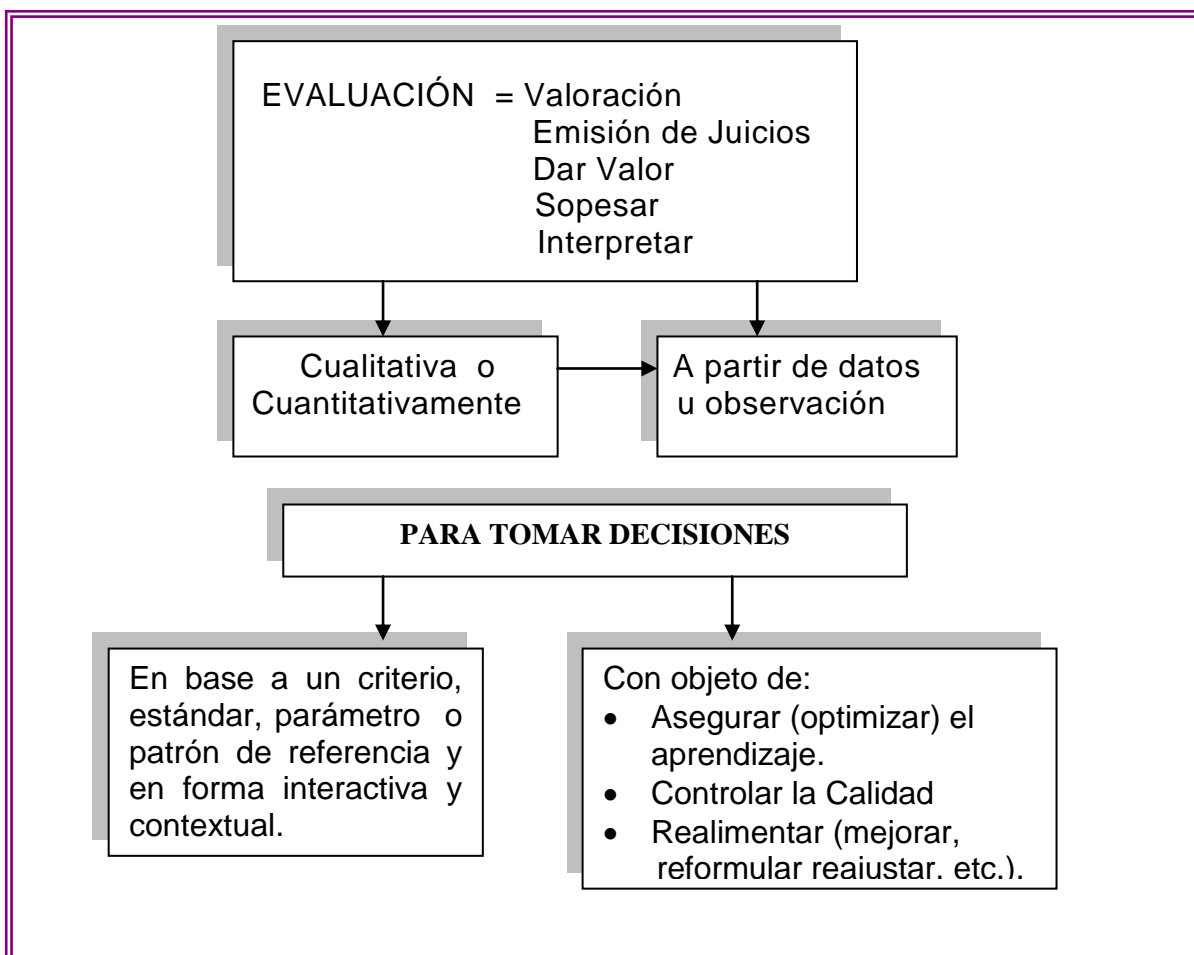 EVALUACIÓN = Valoración
Emisión de Juicios
Dar Valor
Sopesar
Interpretar
Cualitativa o
Cuantitativamente
A partir de datos
u observación
PARA TOMAR DECISIONES
En base a un criterio,
estándar, parámetro o
patrón de referencia y
en forma interactiva y
contextual.
Con objeto de:
• Asegurar (optimizar) el
aprendizaje.
• Controlar la Calidad
• Realimentar (mejorar,
reformular reajustar, etc.).